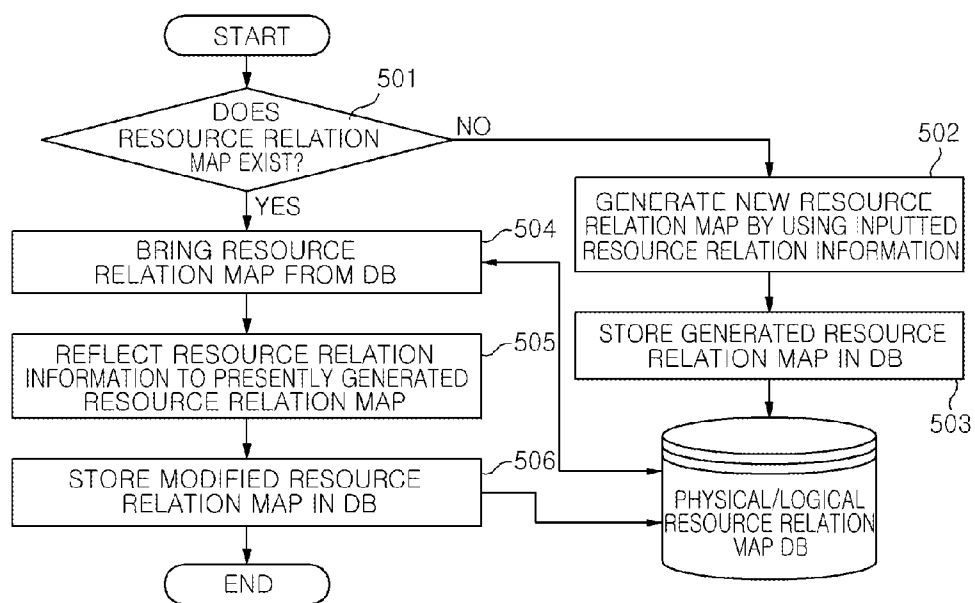 START
501
DOES
RESOURCE RELATION
MAP EXIST?
NO
YES
502
GENERATE NEW RESOURCE
RELATION MAP BY USING INPUTTED
RESOURCE RELATION INFORMATION
504
BRING RESOURCE
RELATION MAP FROM DB
STORE GENERATED RESOURCE
RELATION MAP IN DB
503
505
REFLECT RESOURCE RELATION
INFORMATION TO PRESENTLY GENERATED
RESOURCE RELATION MAP
506
STORE MODIFIED RESOURCE
RELATION MAP IN DB
PHYSICAL/LOGICAL
RESOURCE RELATION
MAP DB
END